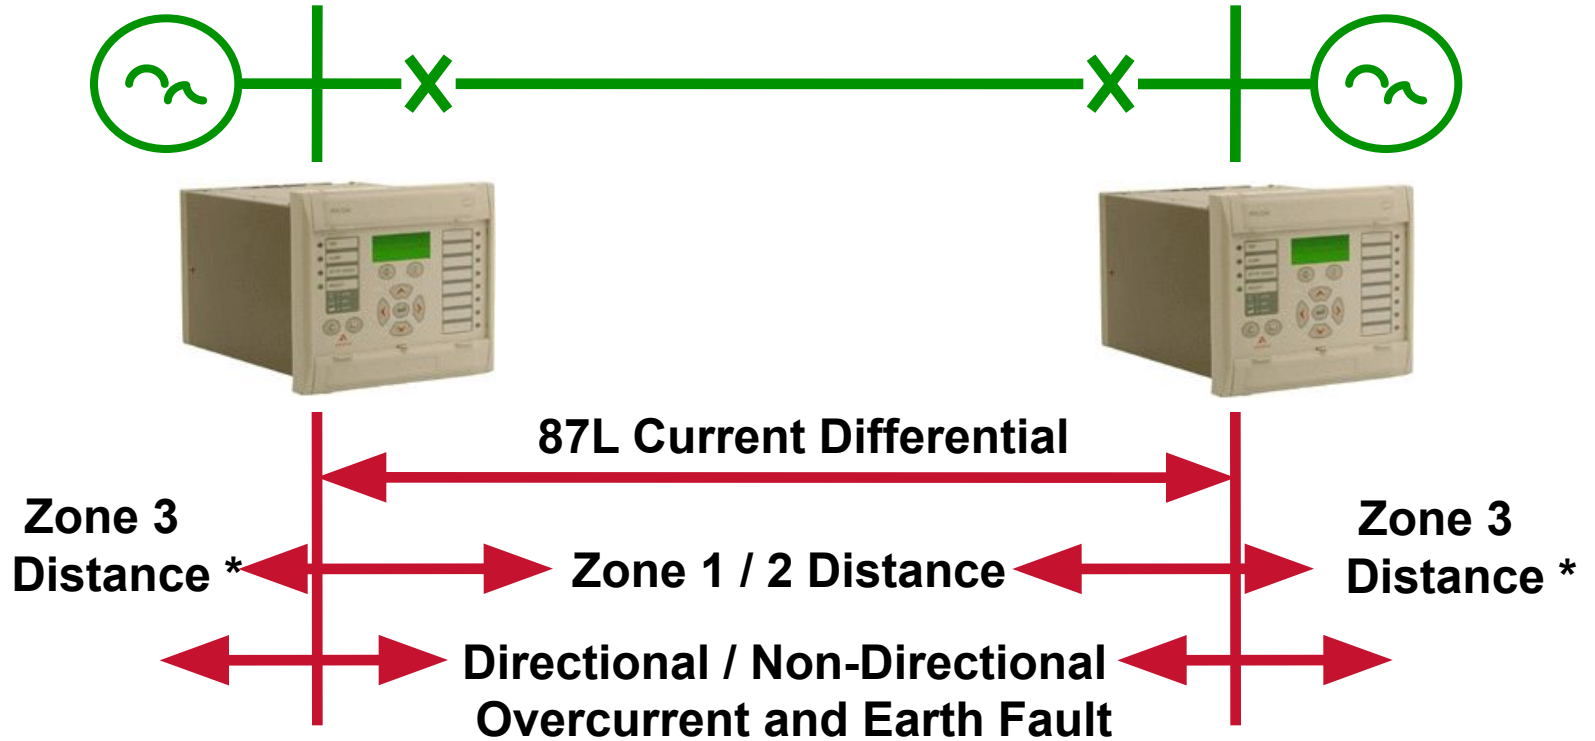 87L Current Differential
Zone 3
Distance *
Zone 3
Distance *
Zone 1 / 2 Distance
Directional / Non-Directional
Overcurrent and Earth Fault